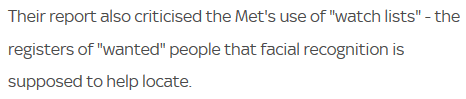 Their report also criticised the Met's use of "watch lists" - the
registers of "wanted" people that facial recognition is
supposed to help locate.